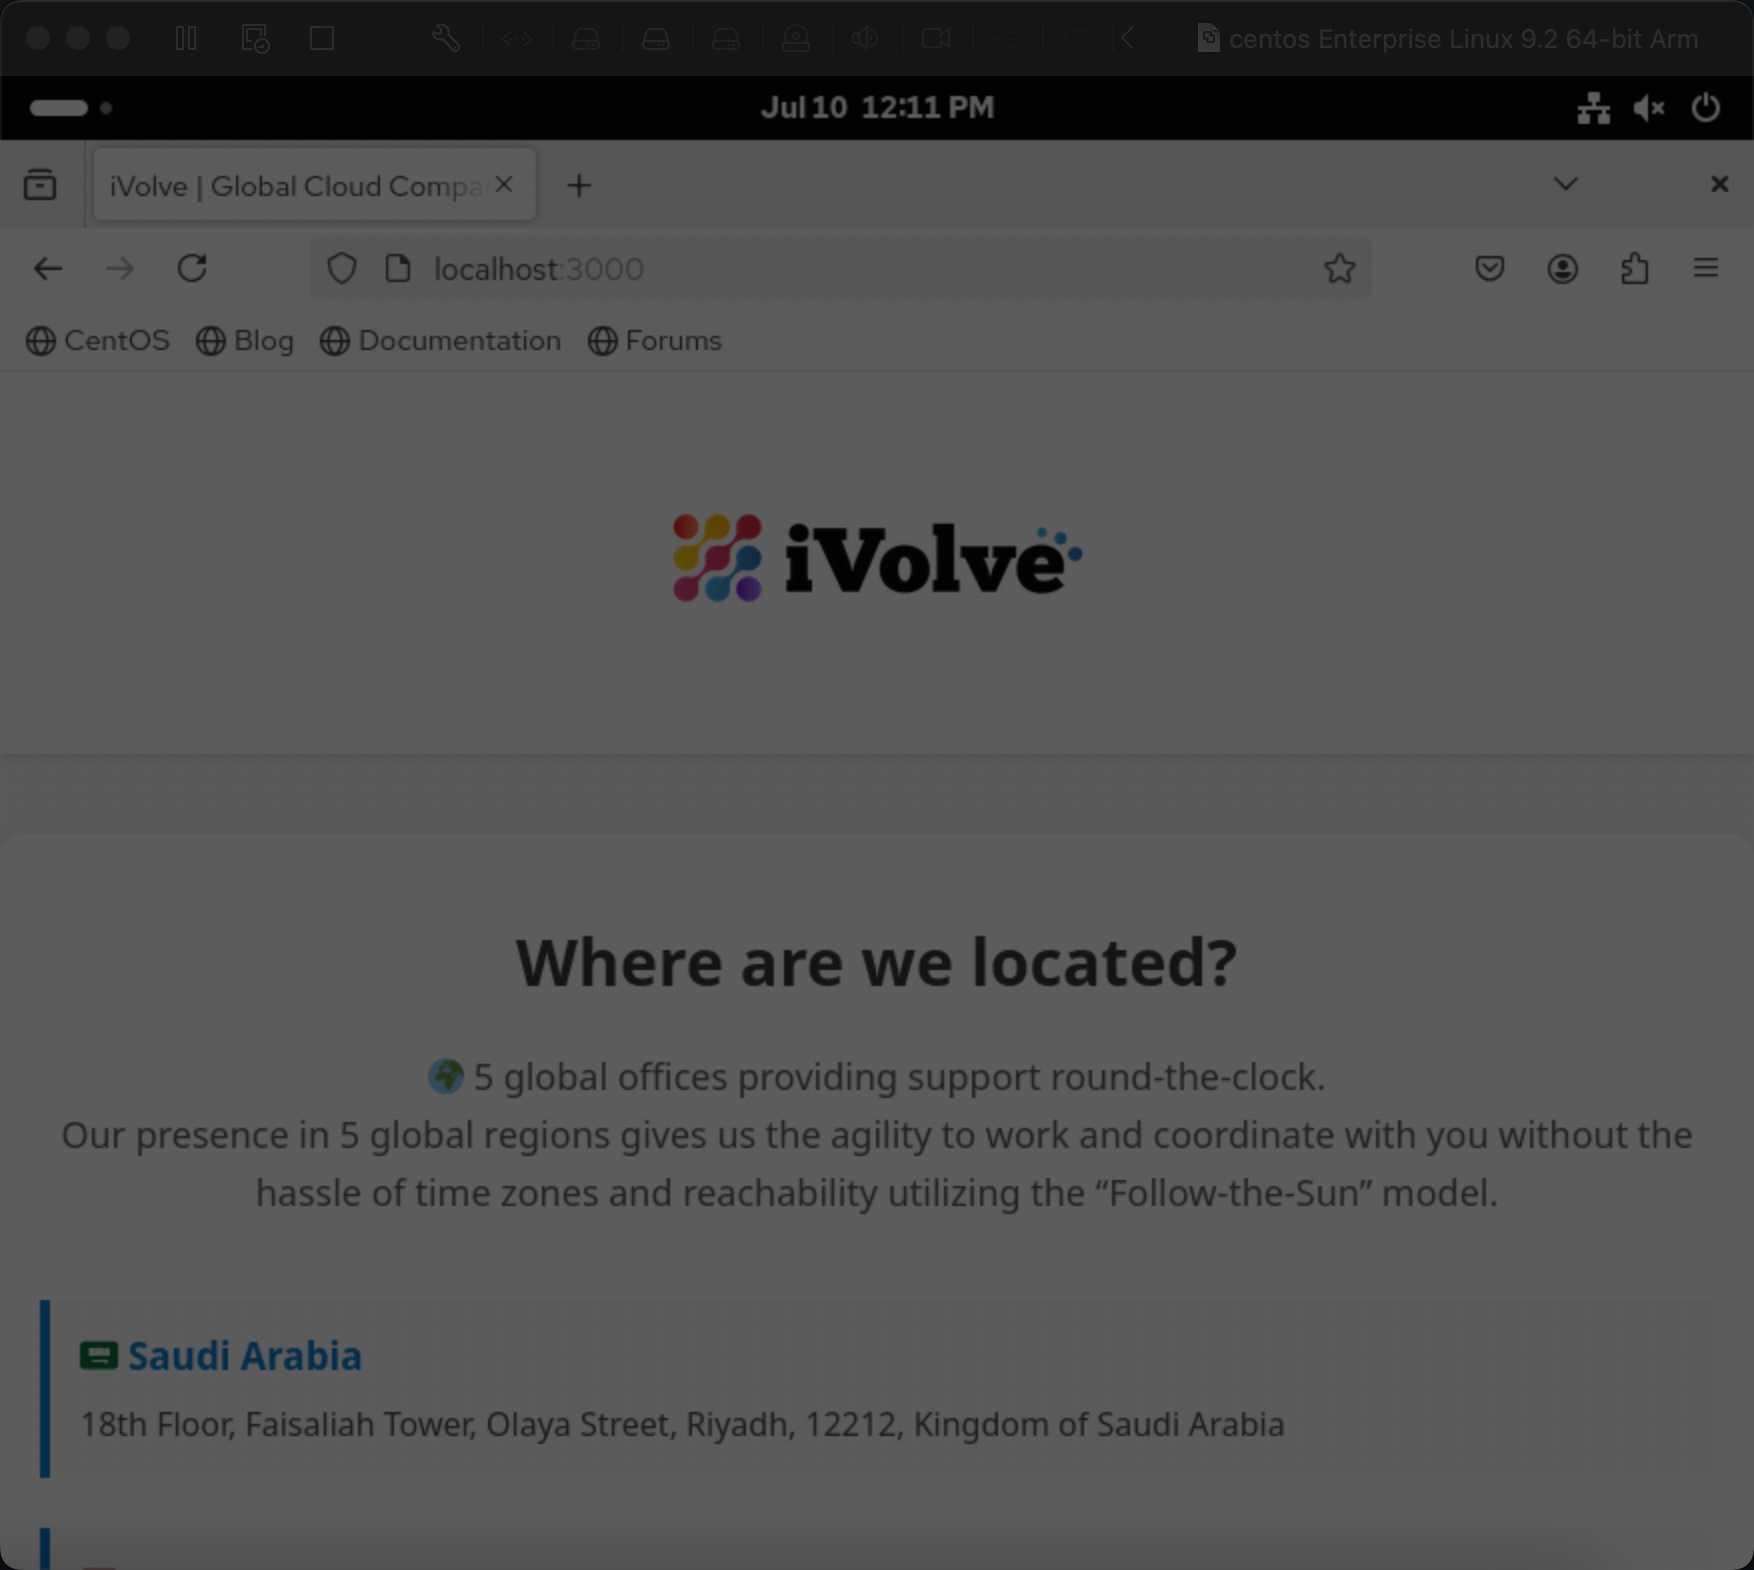 centos Enterprise Linux 9.2 64-bit Arm
Jul 10 12:11 PM
iVolve | Global Cloud Compa
localhost:3000
CentOS Blog Documentation Forums
iVolve
Where are we located?
🌍 5 global offices providing support round-the-clock.
Our presence in 5 global regions gives us the agility to work and coordinate with you without the
hassle of time zones and reachability utilizing the “Follow-the-Sun” model.
Saudi Arabia
18th Floor, Faisaliah Tower, Olaya Street, Riyadh, 12212, Kingdom of Saudi Arabia